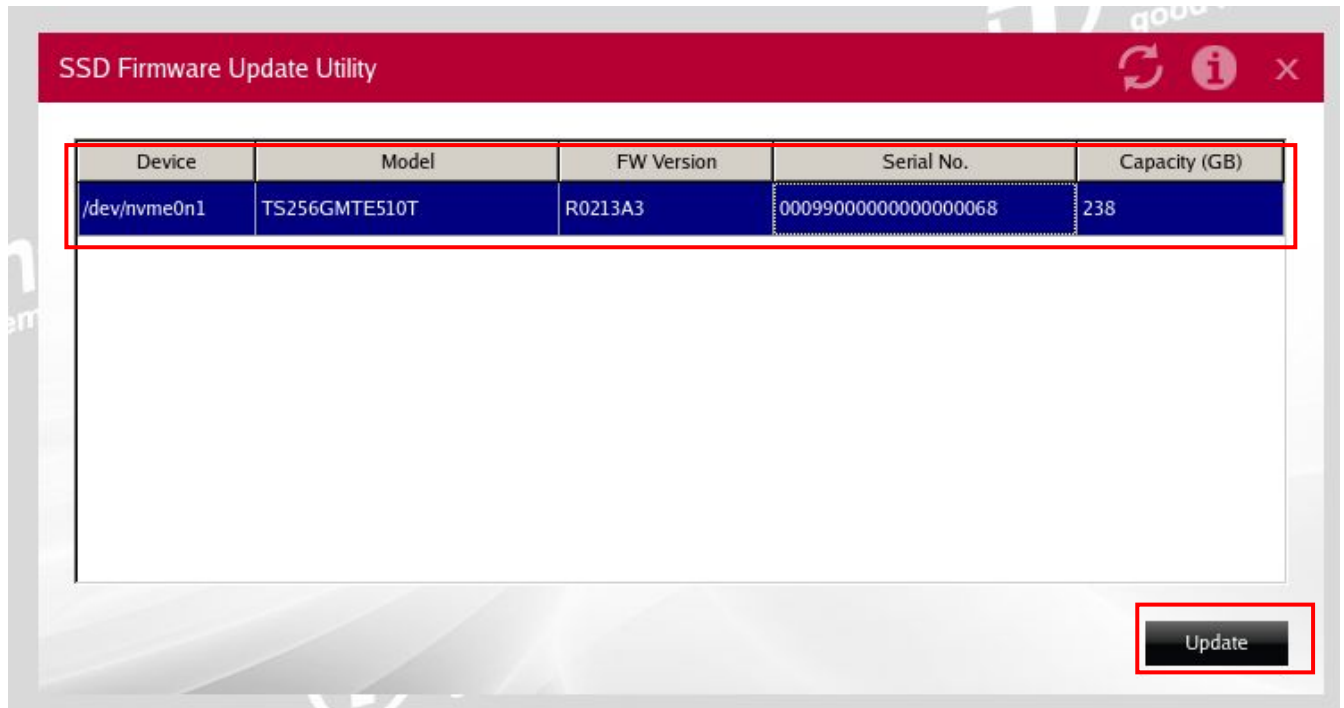 good
SSD Firmware Update Utility
Device Model FW Version Serial No. Capacity (GB)
/dev/nvme0n1 TS256GMTE510T R0213A3 00099000000000000068 238
Update